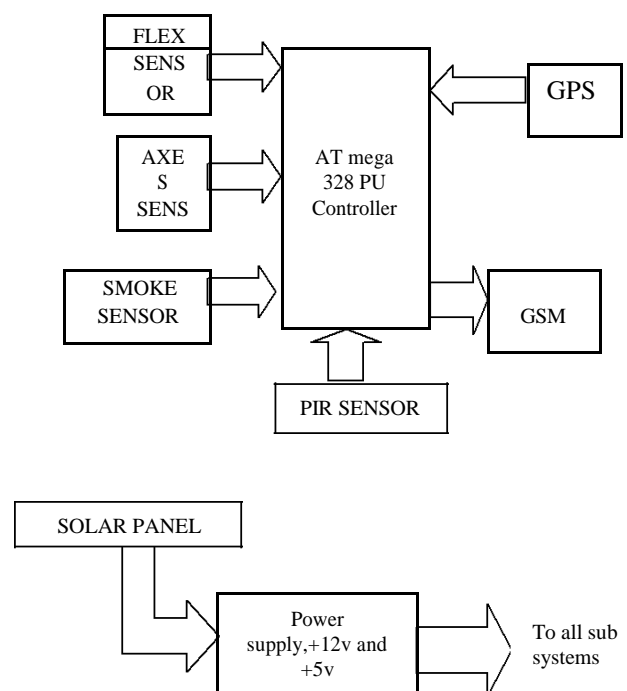 FLEX
SENS
OR
GPS
AXE
S
SENS
AT mega
328 PU
Controller
SMOKE
SENSOR
GSM
PIR SENSOR
SOLAR PANEL
Power
supply,+12v and
+5v
To all sub
systems